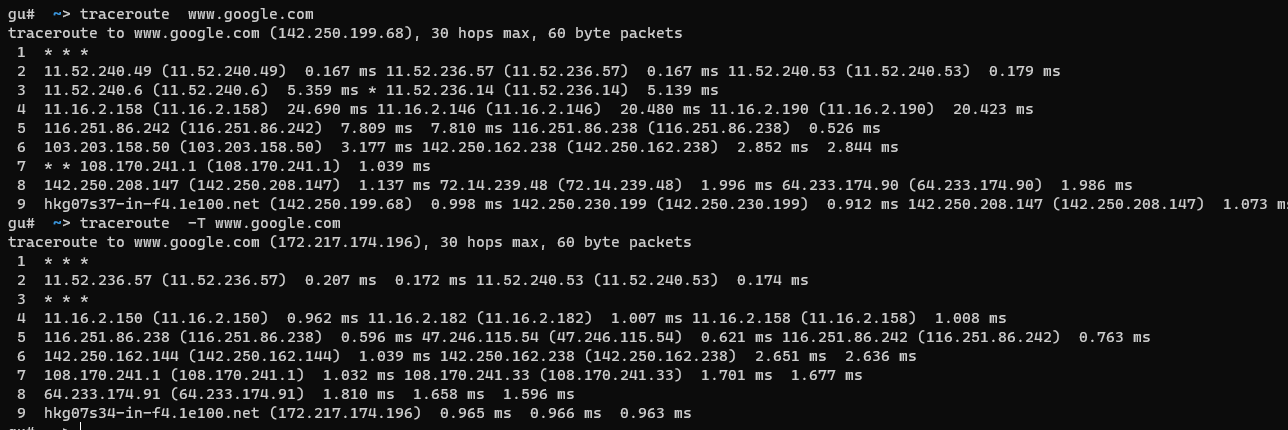 gu#  ~> traceroute  www.google.com
traceroute to www.google.com (142.250.199.68), 30 hops max, 60 byte packets
 1  * * *
 2  11.52.240.49 (11.52.240.49)  0.167 ms 11.52.236.57 (11.52.236.57)  0.167 ms 11.52.240.53 (11.52.240.53)  0.179 ms
 3  11.52.240.6 (11.52.240.6)  5.359 ms * 11.52.236.14 (11.52.236.14)  5.139 ms
 4  11.16.2.158 (11.16.2.158)  24.690 ms 11.16.2.146 (11.16.2.146)  20.480 ms 11.16.2.190 (11.16.2.190)  20.423 ms
 5  116.251.86.242 (116.251.86.242)  7.809 ms  7.810 ms 116.251.86.238 (116.251.86.238)  0.526 ms
 6  103.203.158.50 (103.203.158.50)  3.177 ms 142.250.162.238 (142.250.162.238)  2.852 ms  2.844 ms
 7  * * 108.170.241.1 (108.170.241.1)  1.039 ms
 8  142.250.208.147 (142.250.208.147)  1.137 ms 72.14.239.48 (72.14.239.48)  1.996 ms 64.233.174.90 (64.233.174.90)  1.986 ms
 9  hkg07s37-in-f4.1e100.net (142.250.199.68)  0.998 ms 142.250.230.199 (142.250.230.199)  0.912 ms 142.250.208.147 (142.250.208.147)  1.073 ms
gu#  ~> traceroute  -T www.google.com
traceroute to www.google.com (172.217.174.196), 30 hops max, 60 byte packets
 1  * * *
 2  11.52.236.57 (11.52.236.57)  0.207 ms  0.172 ms 11.52.240.53 (11.52.240.53)  0.174 ms
 3  * * *
 4  11.16.2.150 (11.16.2.150)  0.962 ms 11.16.2.182 (11.16.2.182)  1.007 ms 11.16.2.158 (11.16.2.158)  1.008 ms
 5  116.251.86.238 (116.251.86.238)  0.596 ms 47.246.115.54 (47.246.115.54)  0.621 ms 116.251.86.242 (116.251.86.242)  0.763 ms
 6  142.250.162.144 (142.250.162.144)  1.039 ms 142.250.162.238 (142.250.162.238)  2.651 ms  2.636 ms
 7  108.170.241.1 (108.170.241.1)  1.032 ms 108.170.241.33 (108.170.241.33)  1.701 ms  1.677 ms
 8  64.233.174.91 (64.233.174.91)  1.810 ms  1.658 ms  1.596 ms
 9  hkg07s34-in-f4.1e100.net (172.217.174.196)  0.965 ms  0.966 ms  0.963 ms